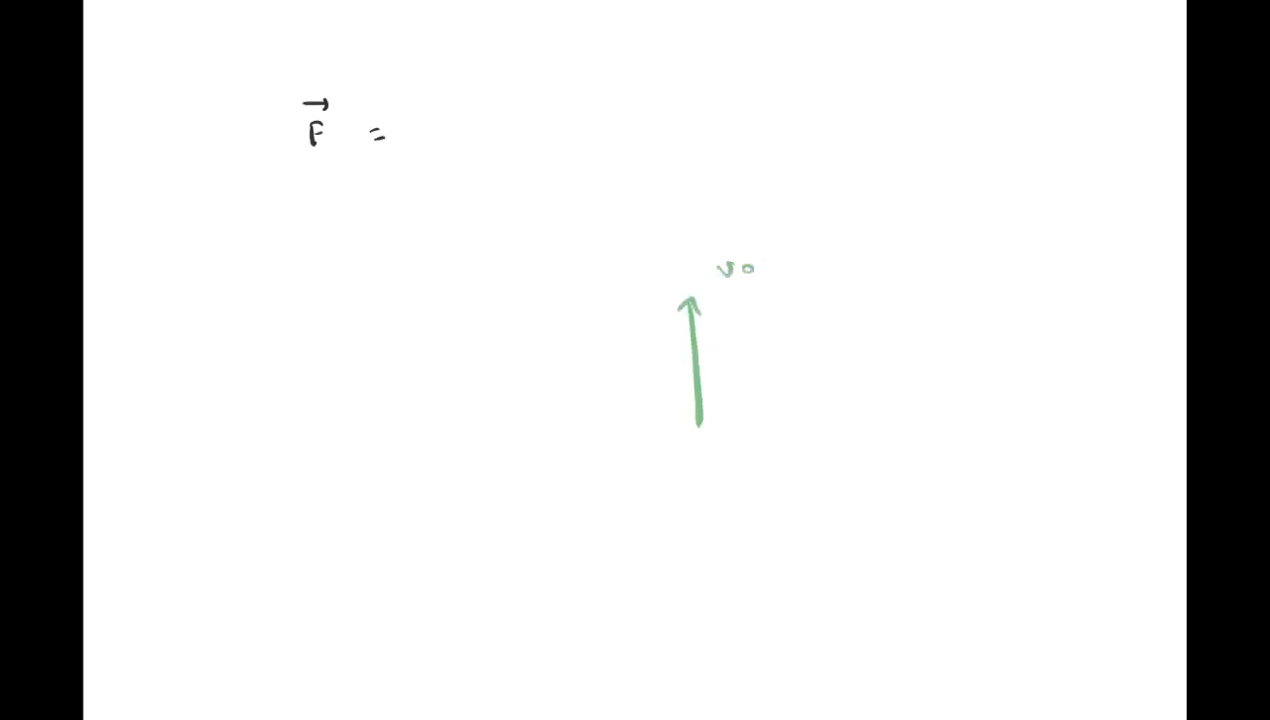 F⃗ =
v0